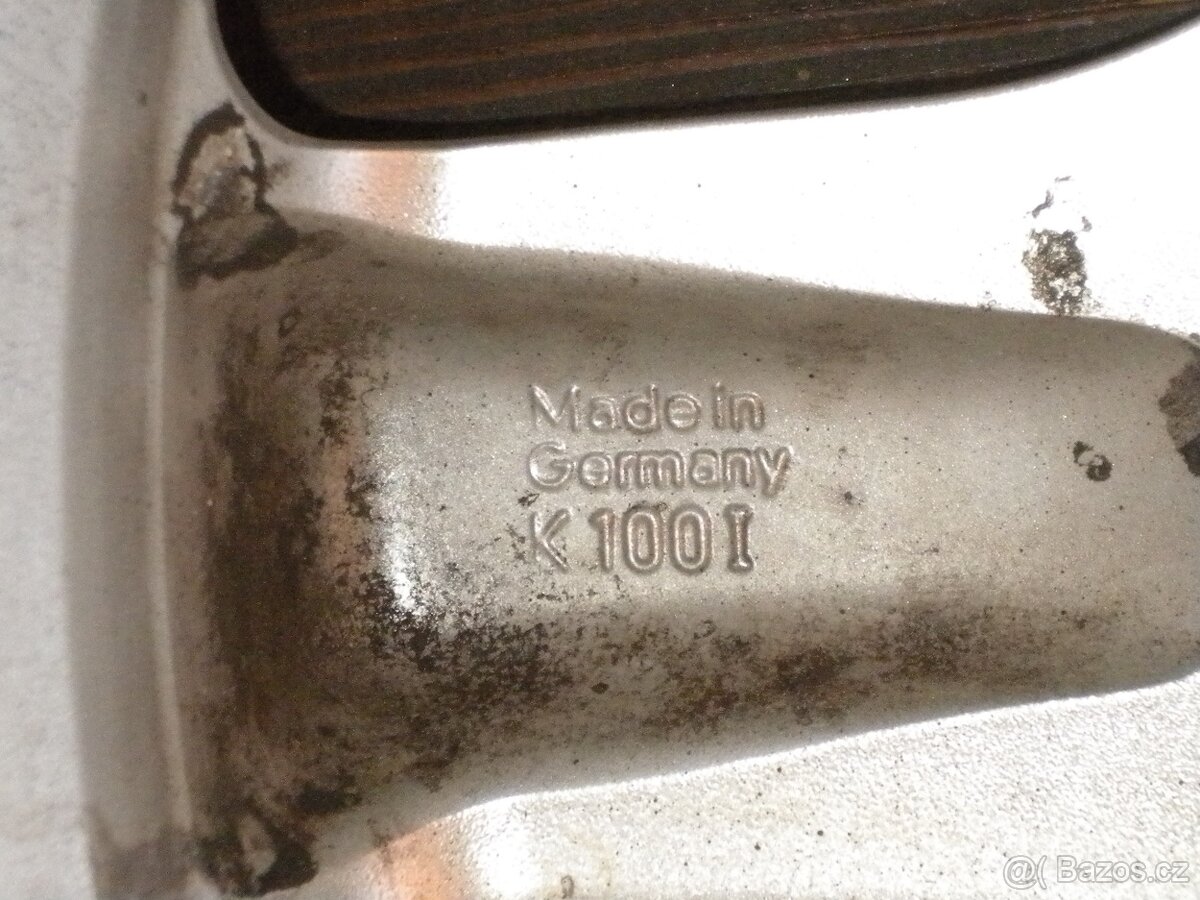 Made in
Germany
K 100 I
@( Bazos.cz